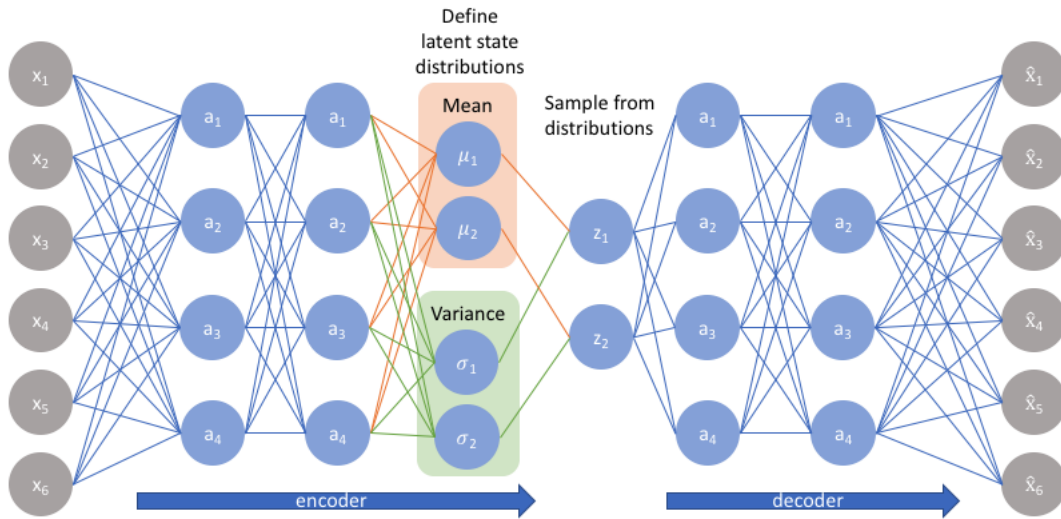 Define
latent state
distributions
Mean
Sample from
distributions
Variance
x₁
x₂
x₃
x₄
x₅
x₆
a₁
a₂
a₃
a₄
a₁
a₂
a₃
a₄
μ₁
μ₂
σ₁
σ₂
z₁
z₂
a₁
a₂
a₃
a₄
a₁
a₂
a₃
a₄
x̂₁
x̂₂
x̂₃
x̂₄
x̂₅
x̂₆
encoder
decoder